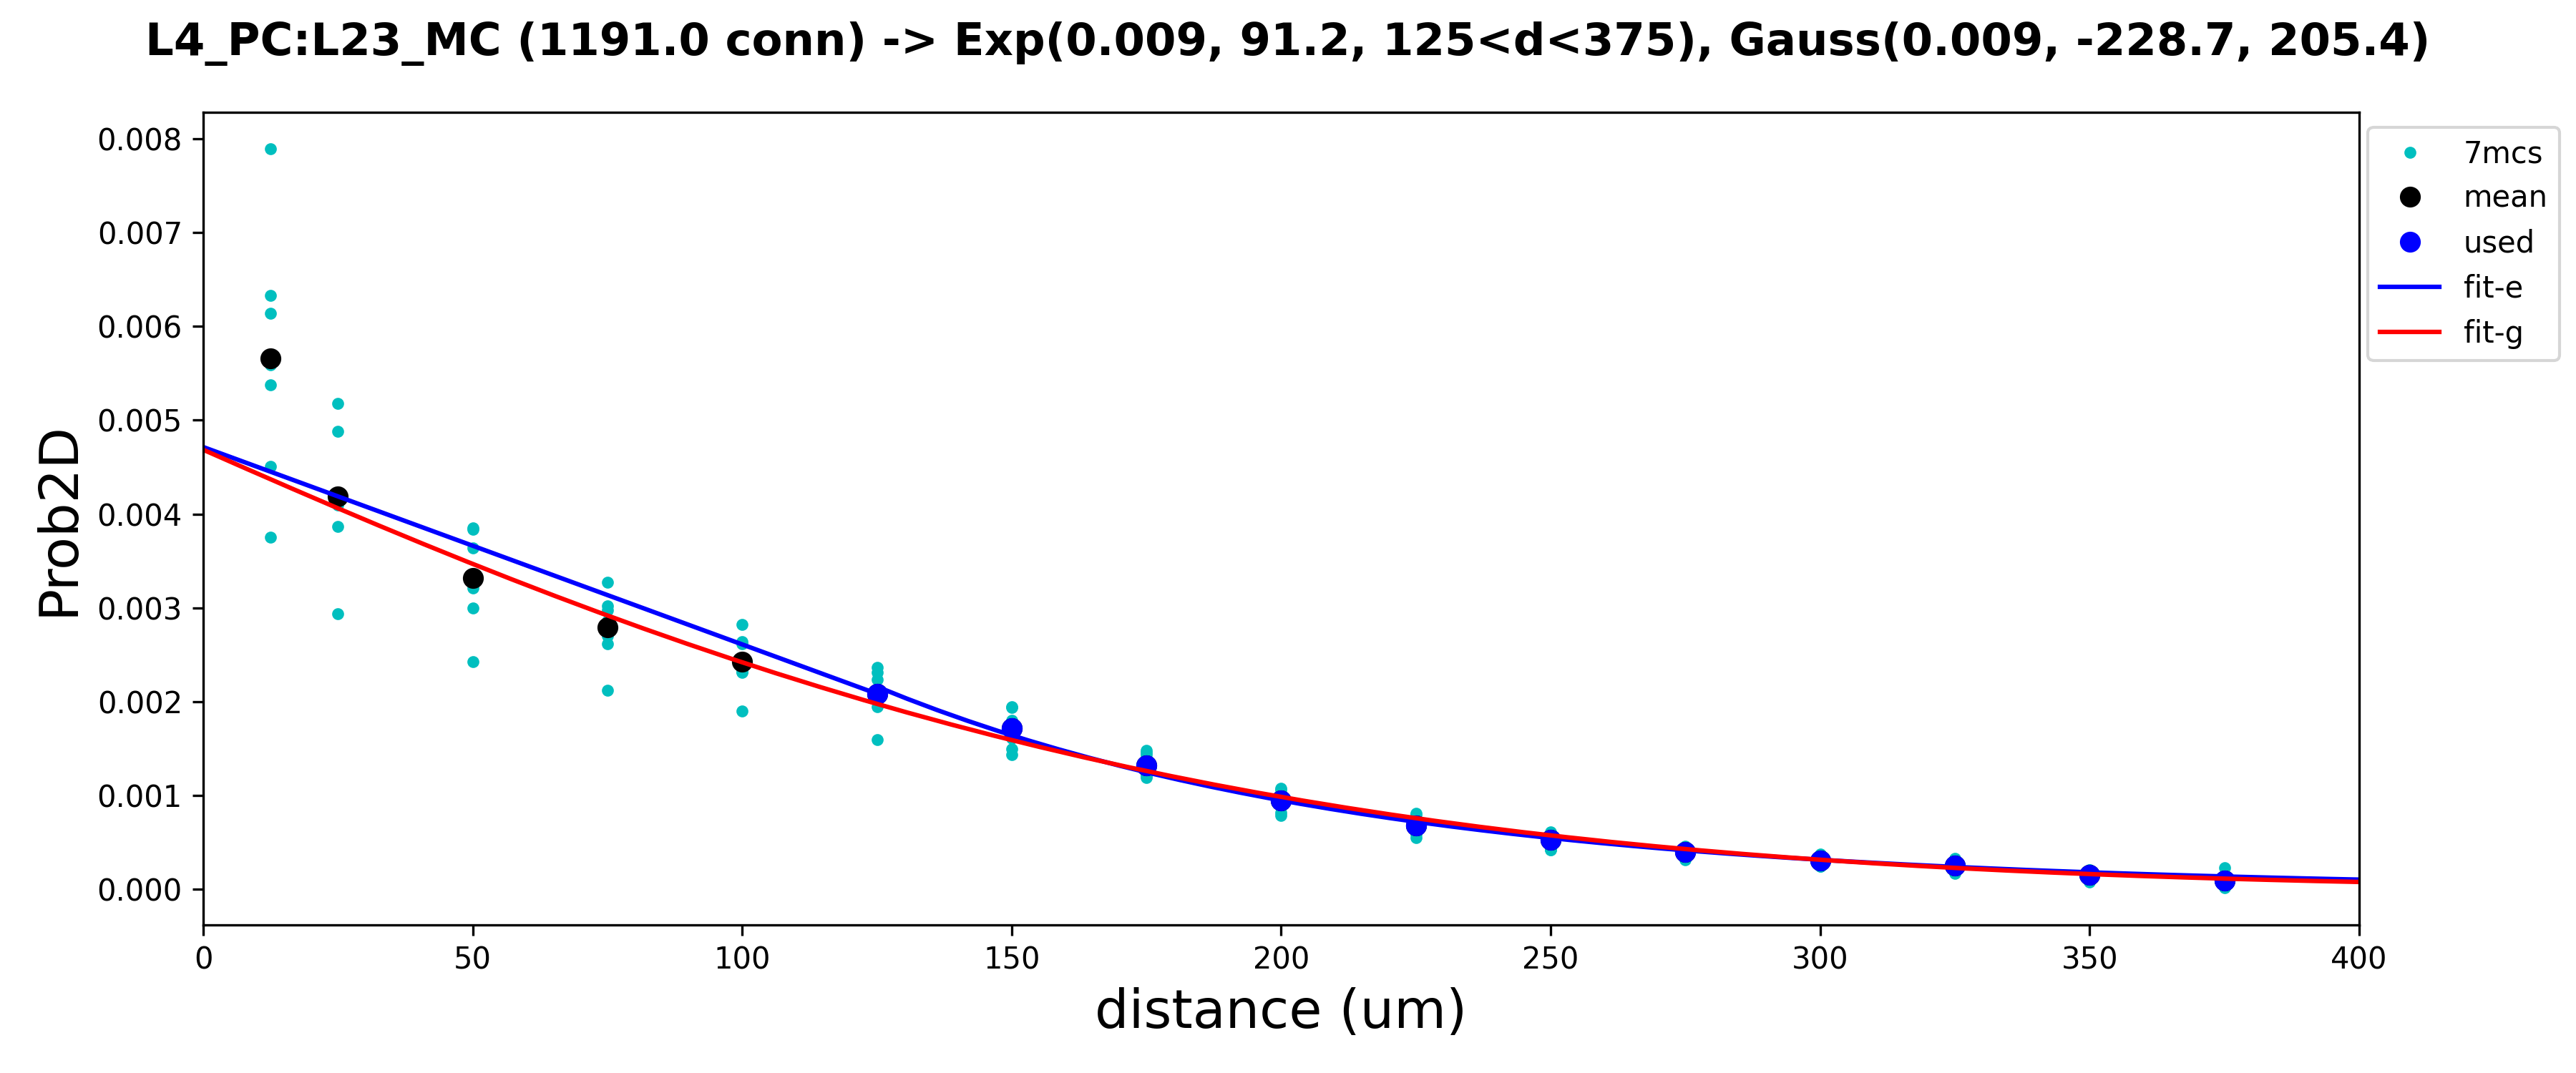 L4_PC:L23_MC (1191.0 conn) -> Exp(0.009, 91.2, 125<d<375), Gauss(0.009, -228.7, 205.4)
0.008
0.007
0.006
0.005
0.004
0.003
0.002
0.001
0.000
Prob2D
0 50 100 150 200 250 300 350 400
distance (um)
7mcs
mean
used
fit-e
fit-g